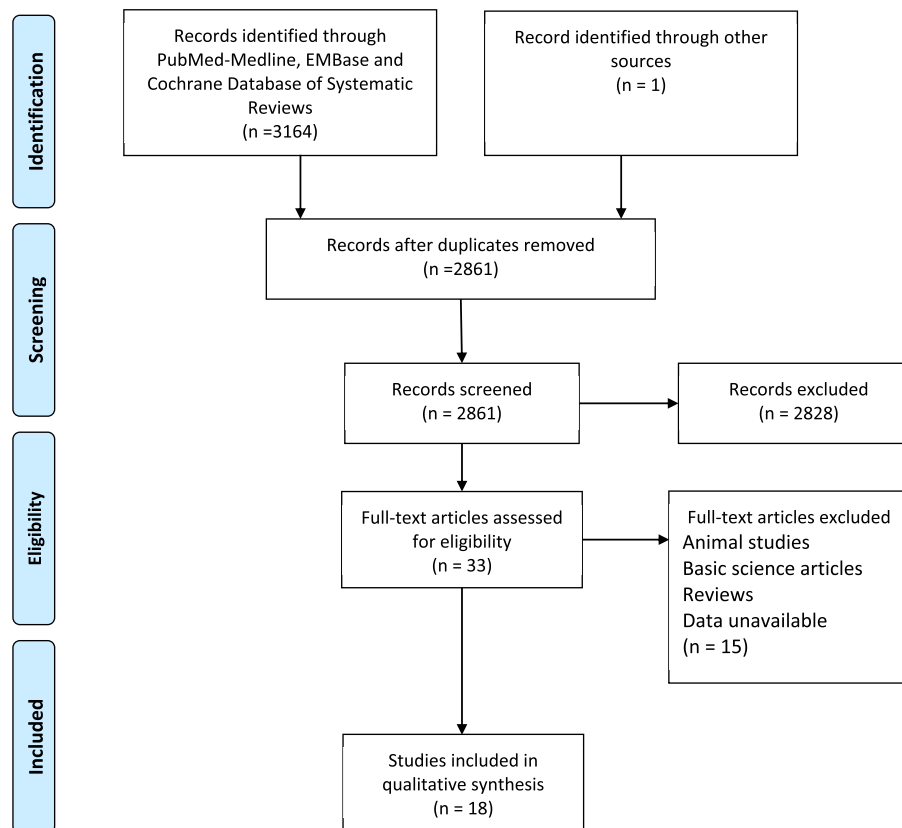 Identification
Records identified through
PubMed-Medline, EMBase and
Cochrane Database of Systematic
Reviews
(n =3164)
Record identified through other
sources
(n = 1)
Screening
Records after duplicates removed
(n =2861)
Records screened
(n = 2861)
Records excluded
(n = 2828)
Eligibility
Full-text articles assessed
for eligibility
(n = 33)
Full-text articles excluded
Animal studies
Basic science articles
Reviews
Data unavailable
(n = 15)
Included
Studies included in
qualitative synthesis
(n = 18)